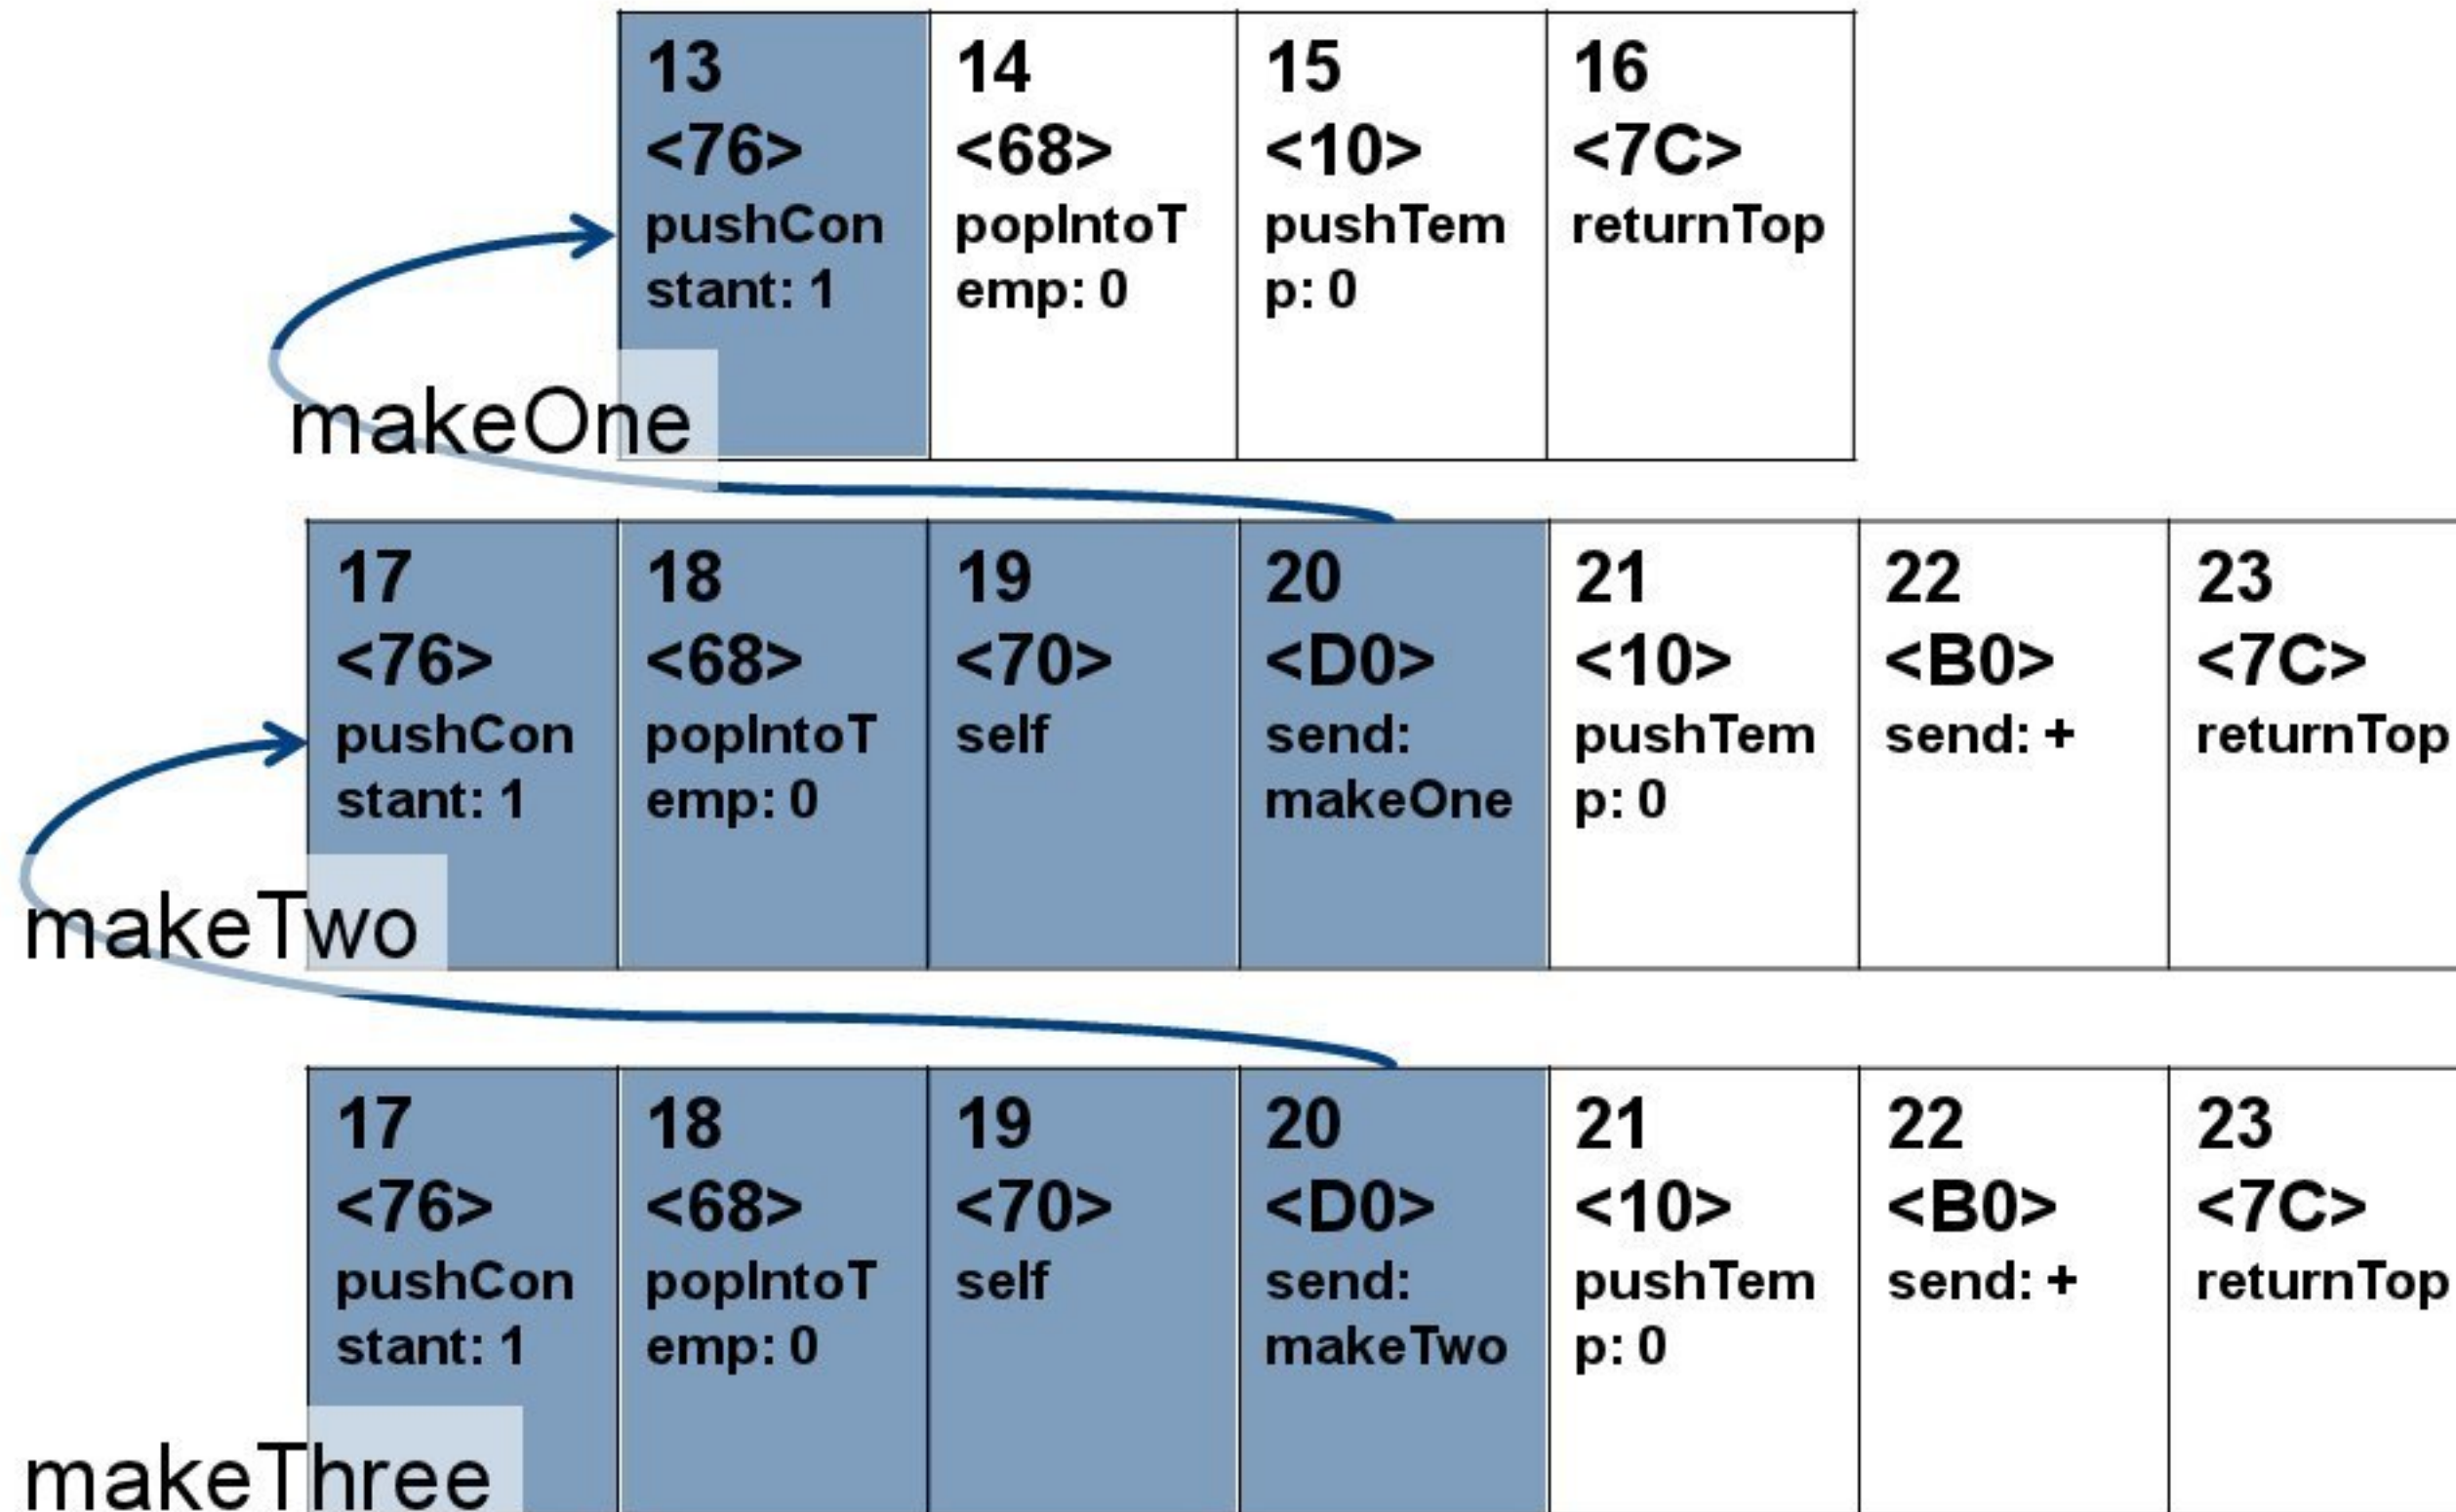 13
<76>
pushCon
stant: 1
14
<68>
popIntoT
emp: 0
15
<10>
pushTem
p: 0
16
<7C>
returnTop
makeOne
17
<76>
pushCon
stant: 1
18
<68>
popIntoT
emp: 0
19
<70>
self
20
<D0>
send:
makeOne
21
<10>
pushTem
p: 0
22
<B0>
send: +
23
<7C>
returnTop
makeTwo
17
<76>
pushCon
stant: 1
18
<68>
popIntoT
emp: 0
19
<70>
self
20
<D0>
send:
makeTwo
21
<10>
pushTem
p: 0
22
<B0>
send: +
23
<7C>
returnTop
makeThree